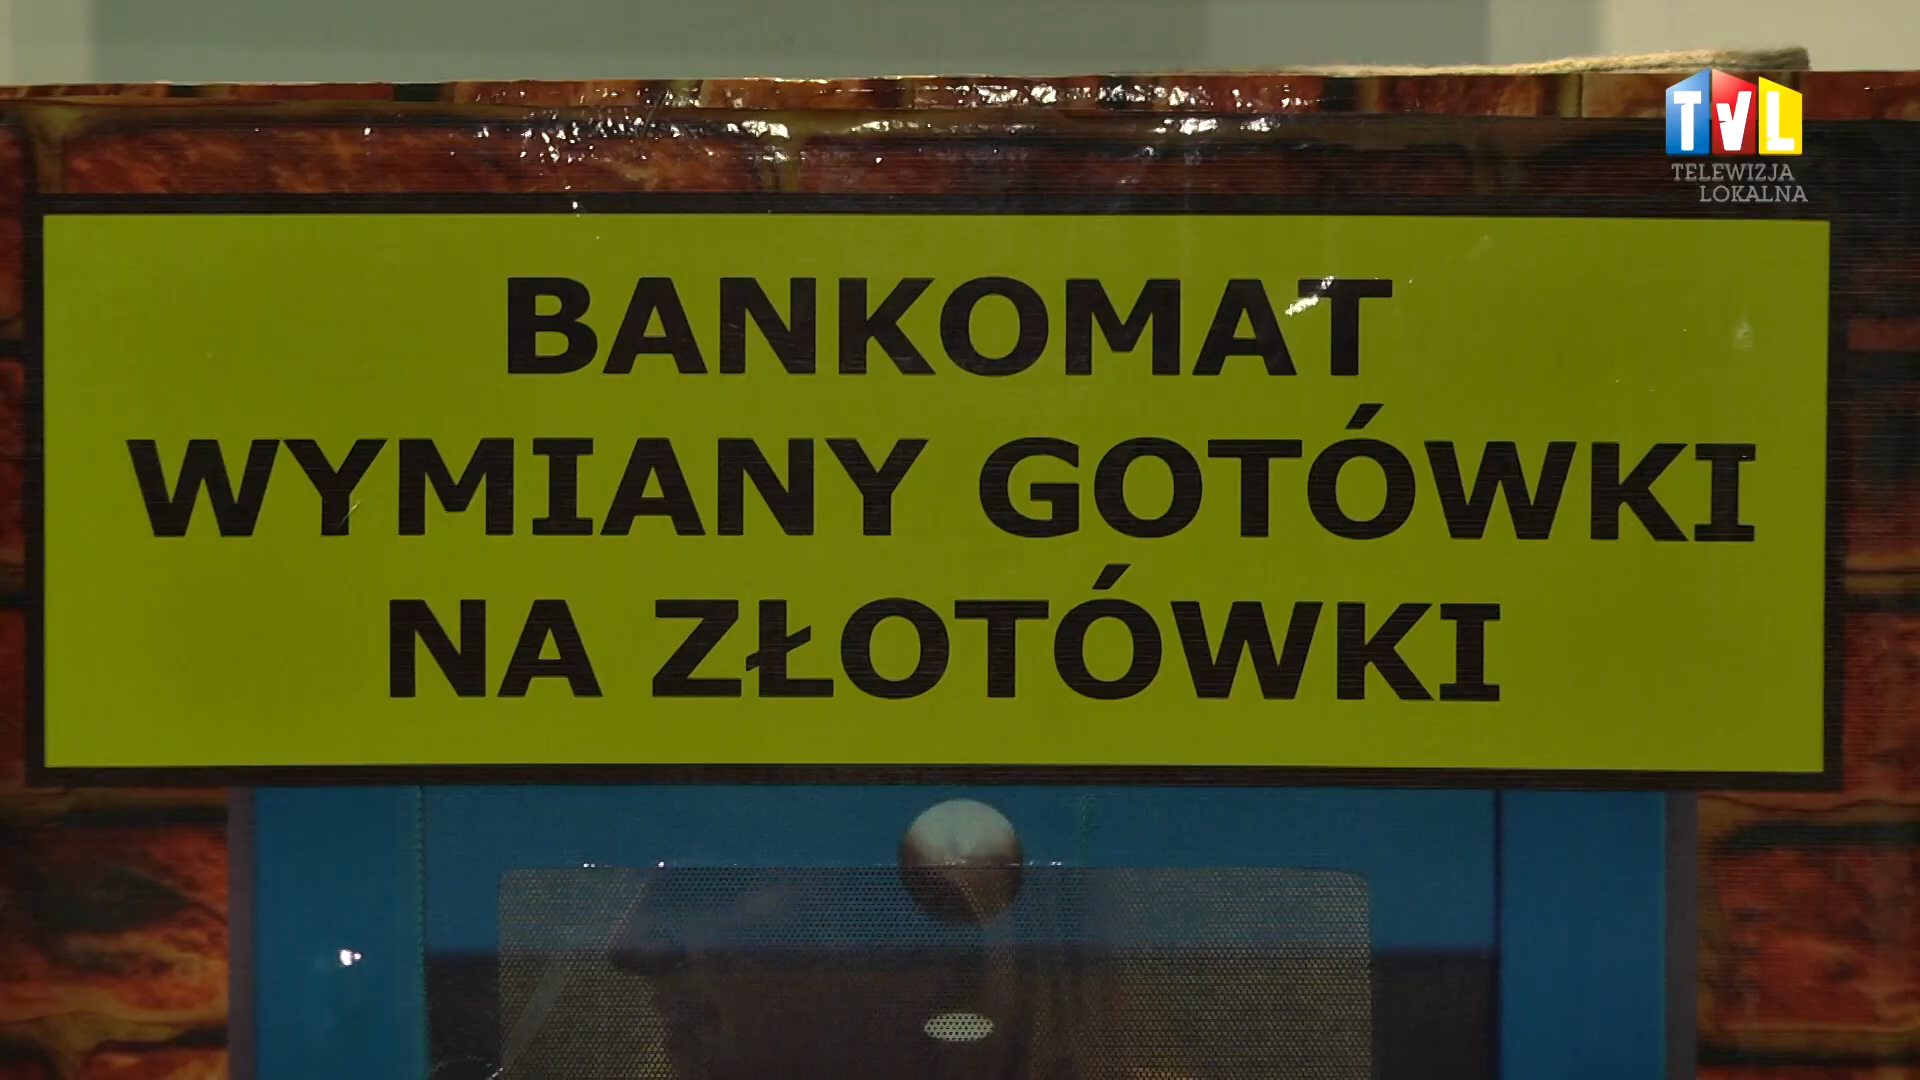 TVL
TELEWIZJA
LOKALNA
BANKOMAT
WYMIANY GOTÓWKI
NA ZŁOTÓWKI